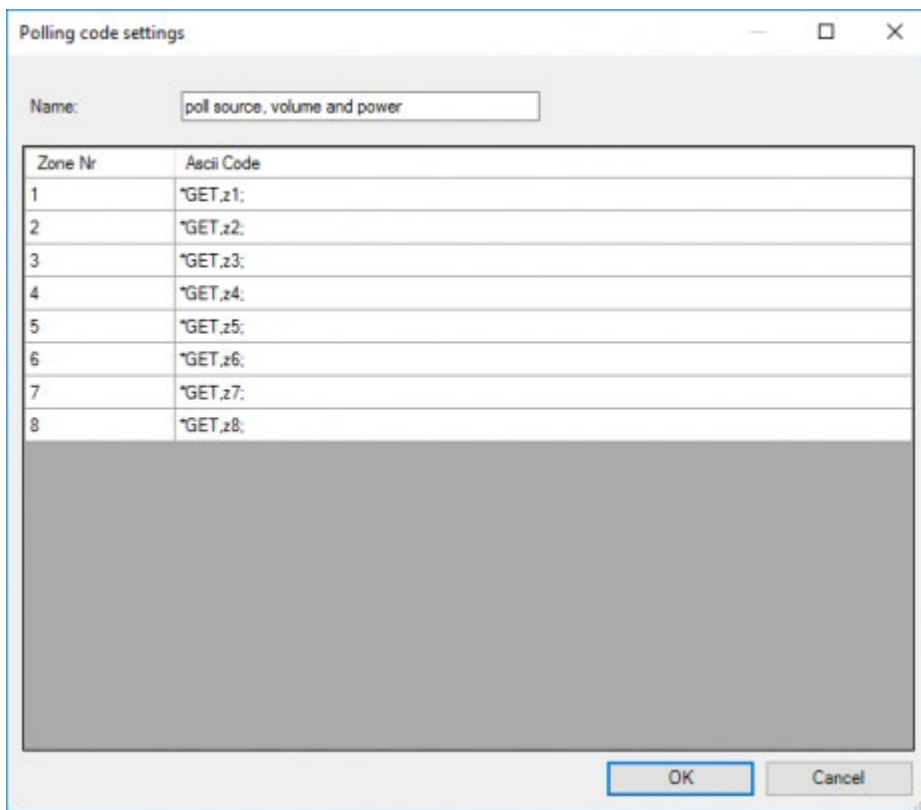 Polling code settings
Name: poll source, volume and power
Zone Nr Ascii Code
1 *GET,z1;
2 *GET,z2;
3 *GET,z3;
4 *GET,z4;
5 *GET,z5;
6 *GET,z6;
7 *GET,z7;
8 *GET,z8;
OK Cancel